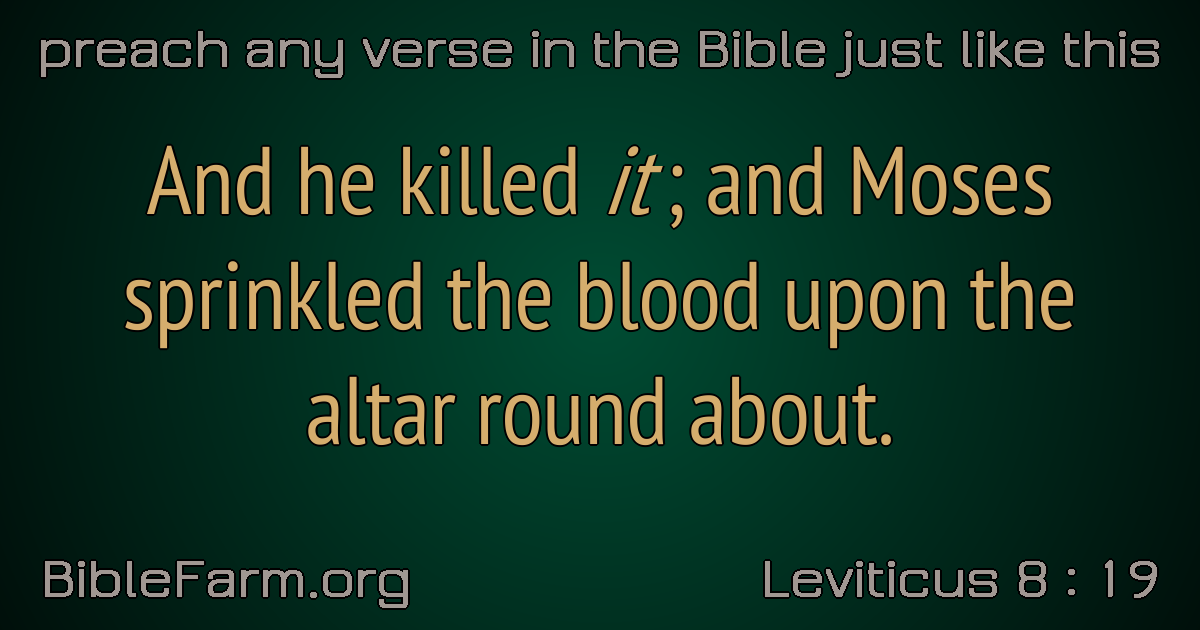 preach any verse in the Bible just like this
And he killed it; and Moses
sprinkled the blood upon the
altar round about.
BibleFarm.org
Leviticus 8 : 19